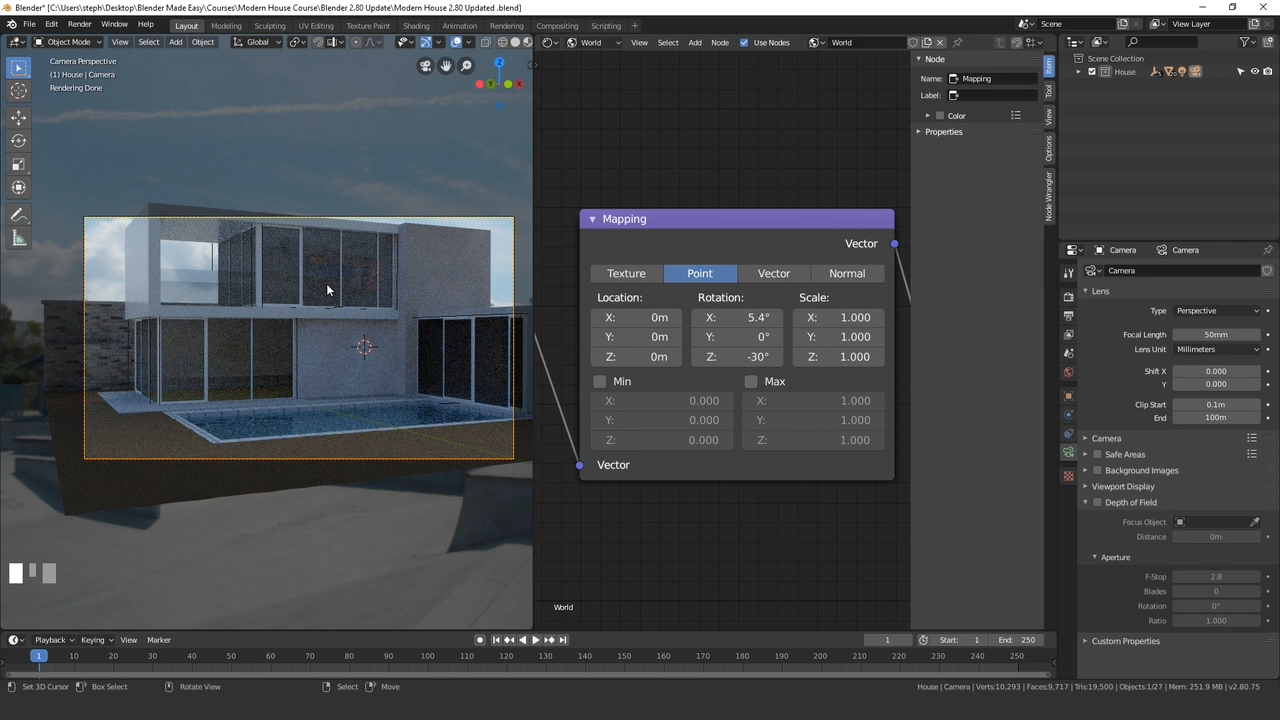 Blender* [C:\Users\steph\Desktop\Blender Made Easy\Courses\Modern House Course\Blender 2.80 Update\Modern House 2.80 Updated .blend]
File Edit Render Window Help Layout Modeling Sculpting UV Editing Texture Paint Shading Animation Rendering Compositing Scripting Scene View Layer
Object Mode View Select Add Object Global World View Select Add Node Use Nodes World
Camera Perspective
(1) House | Camera
Rendering Done
Z
Y
X
Mapping
Vector
Texture Point Vector Normal
Location: Rotation: Scale:
X: 0m X: 5.4° X: 1.000
Y: 0m Y: 0° Y: 1.000
Z: 0m Z: -30° Z: 1.000
Min Max
X: 0.000 X: 1.000
Y: 0.000 Y: 1.000
Z: 0.000 Z: 1.000
Vector
World
Node
Name: Mapping
Label:
Color
Properties
Item
Tool
View
Options
Node Wrangler
Scene Collection
House
Camera Camera
Camera
Lens
Type Perspective
Focal Length 50mm
Lens Unit Millimeters
Shift X 0.000
Y 0.000
Clip Start 0.1m
End 100m
Camera
Safe Areas
Background Images
Viewport Display
Depth of Field
Focus Object
Distance 0m
Aperture
F-Stop 2.8
Blades 0
Rotation 0°
Ratio 1.000
Custom Properties
Playback Keying View Marker 1 Start: 1 End: 250
1 10 20 30 40 50 60 70 80 90 100 110 120 130 140 150 160 170 180 190 200 210 220 230 240 250
Set 3D Cursor Box Select Rotate View Select Move House | Camera | Verts:10,293 | Faces:9,717 | Tris:19,500 | Objects:1/27 | Mem: 251.9 MB | v2.80.75